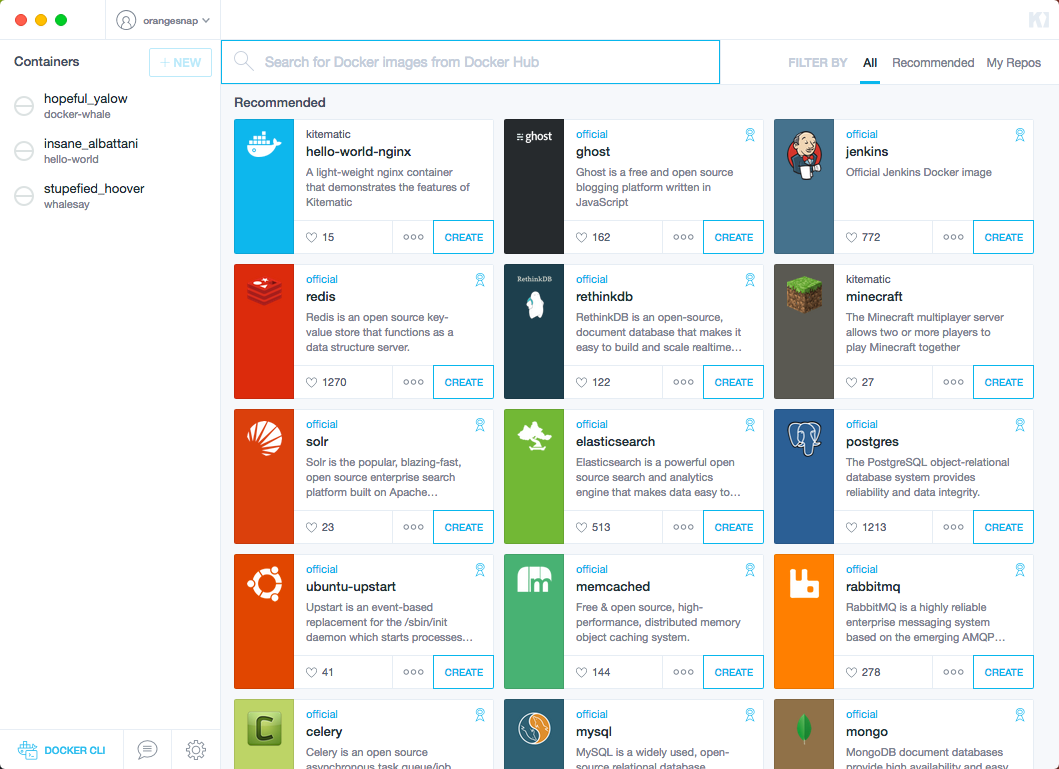 orangesnap
K
Containers
+ NEW
Search for Docker images from Docker Hub
FILTER BY All Recommended My Repos
hopeful_yalow
docker-whale
insane_albattani
hello-world
stupefied_hoover
whalesay
Recommended
kitematic
hello-world-nginx
A light-weight nginx container
that demonstrates the features of
Kitematic
15
CREATE
ghost
official
ghost
Ghost is a free and open source
blogging platform written in
JavaScript
162
CREATE
official
jenkins
Official Jenkins Docker image
772
CREATE
official
redis
Redis is an open source key-
value store that functions as a
data structure server.
1270
CREATE
RethinkDB
official
rethinkdb
RethinkDB is an open-source,
document database that makes it
easy to build and scale realtime…
122
CREATE
kitematic
minecraft
The Minecraft multiplayer server
allows two or more players to
play Minecraft together
27
CREATE
official
solr
Solr is the popular, blazing-fast,
open source enterprise search
platform built on Apache…
23
CREATE
official
elasticsearch
Elasticsearch is a powerful open
source search and analytics
engine that makes data easy to…
513
CREATE
official
postgres
The PostgreSQL object-relational
database system provides
reliability and data integrity.
1213
CREATE
official
ubuntu-upstart
Upstart is an event-based
replacement for the /sbin/init
daemon which starts processes…
41
CREATE
official
memcached
Free & open source, high-
performance, distributed memory
object caching system.
144
CREATE
official
rabbitmq
RabbitMQ is a highly reliable
enterprise messaging system
based on the emerging AMQP…
278
CREATE
C
official
celery
Celery is an open source
asynchronous task queue/job
official
mysql
MySQL is a widely used, open-
source relational database
official
mongo
MongoDB document databases
provide high availability and easy
DOCKER CLI